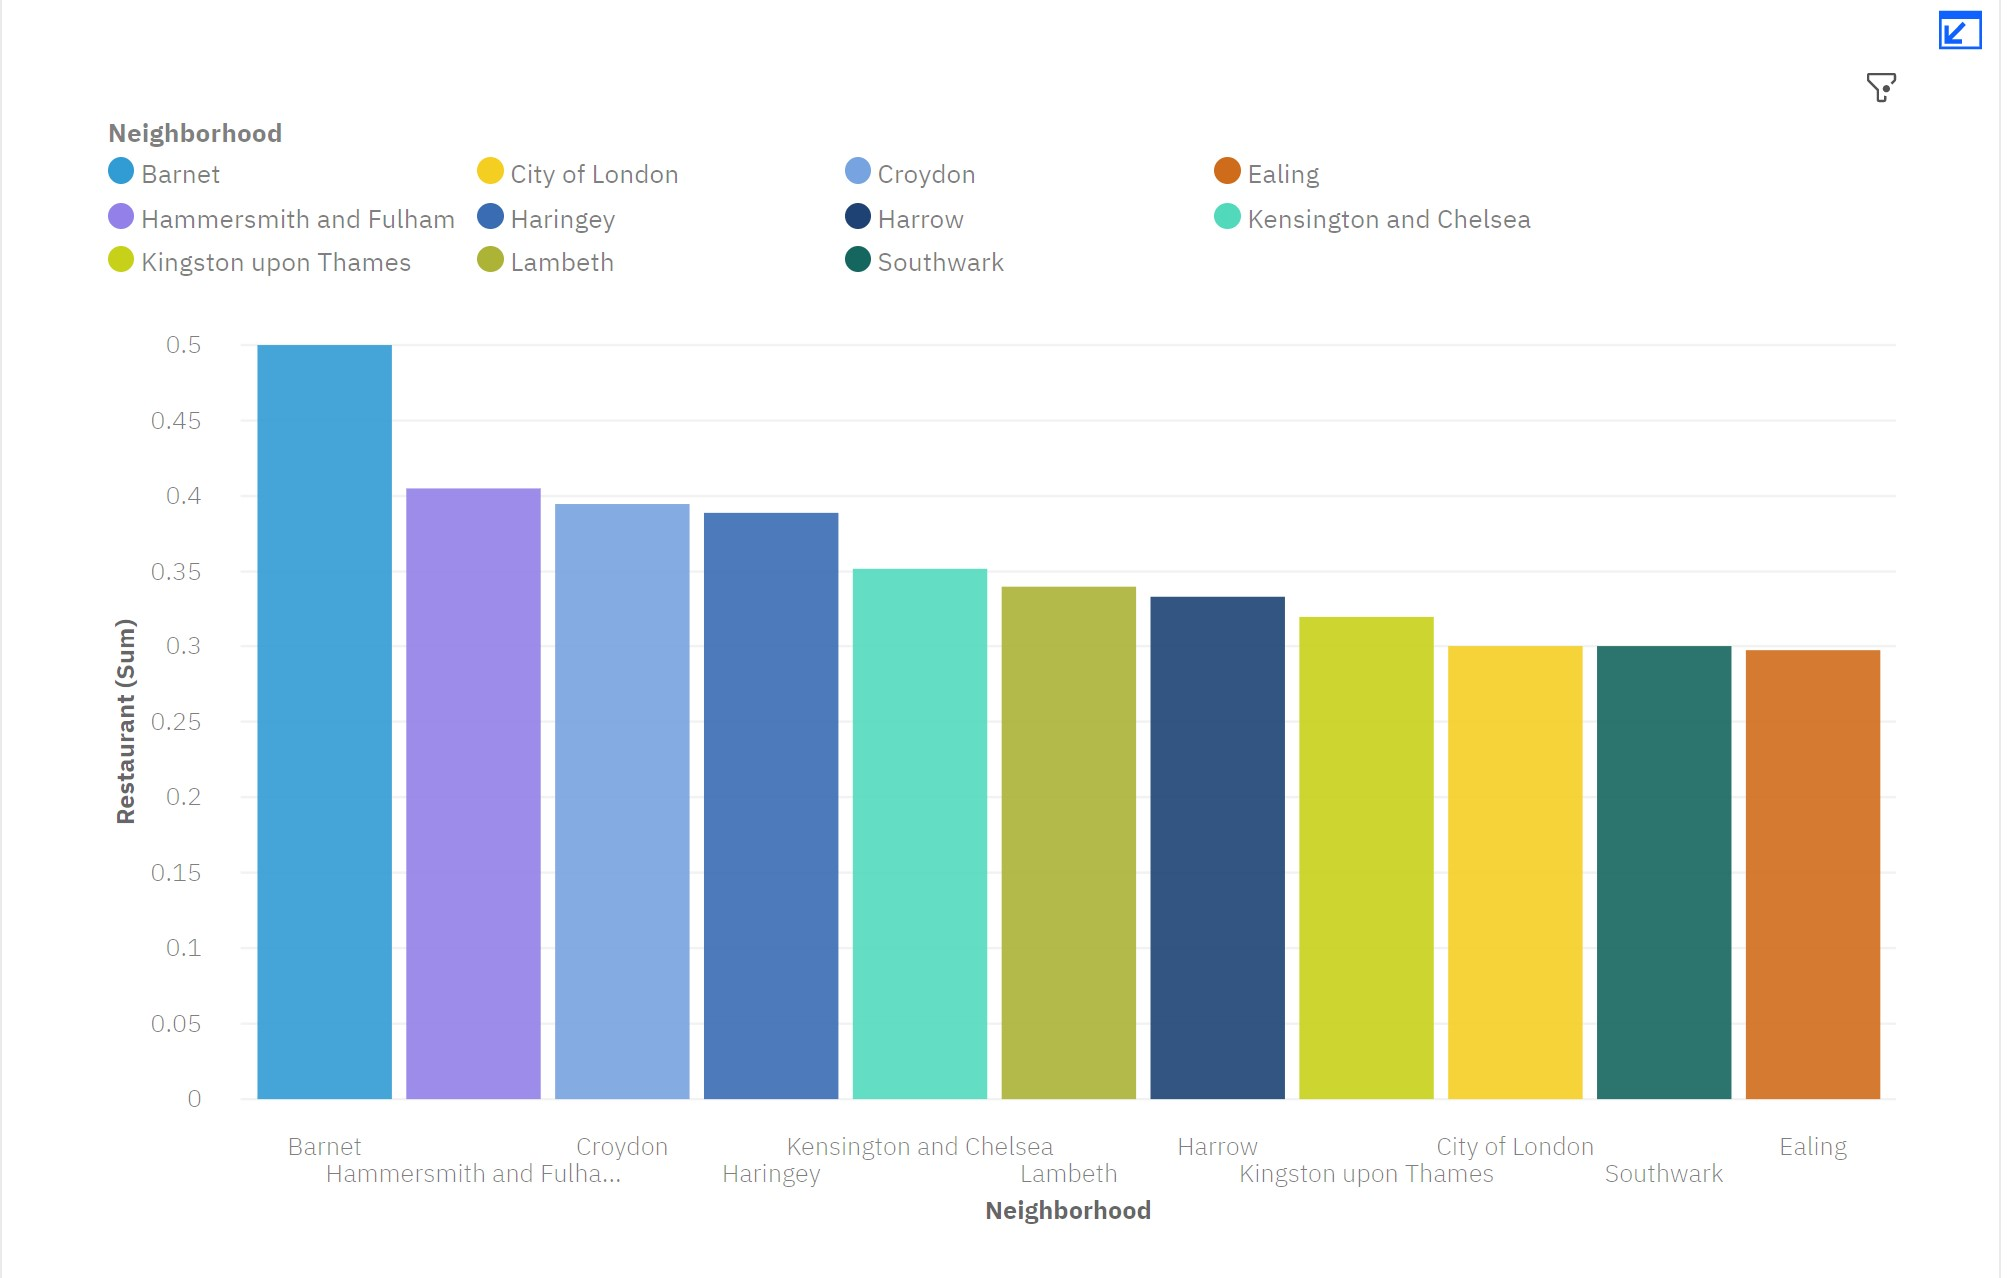 Neighborhood
Barnet City of London Croydon Ealing
Hammersmith and Fulham Haringey Harrow Kensington and Chelsea
Kingston upon Thames Lambeth Southwark
0.5
0.45
0.4
0.35
0.3
0.25
0.2
0.15
0.1
0.05
0
Restaurant (Sum)
Barnet Croydon Kensington and Chelsea Harrow City of London Ealing
Hammersmith and Fulha... Haringey Lambeth Kingston upon Thames Southwark
Neighborhood